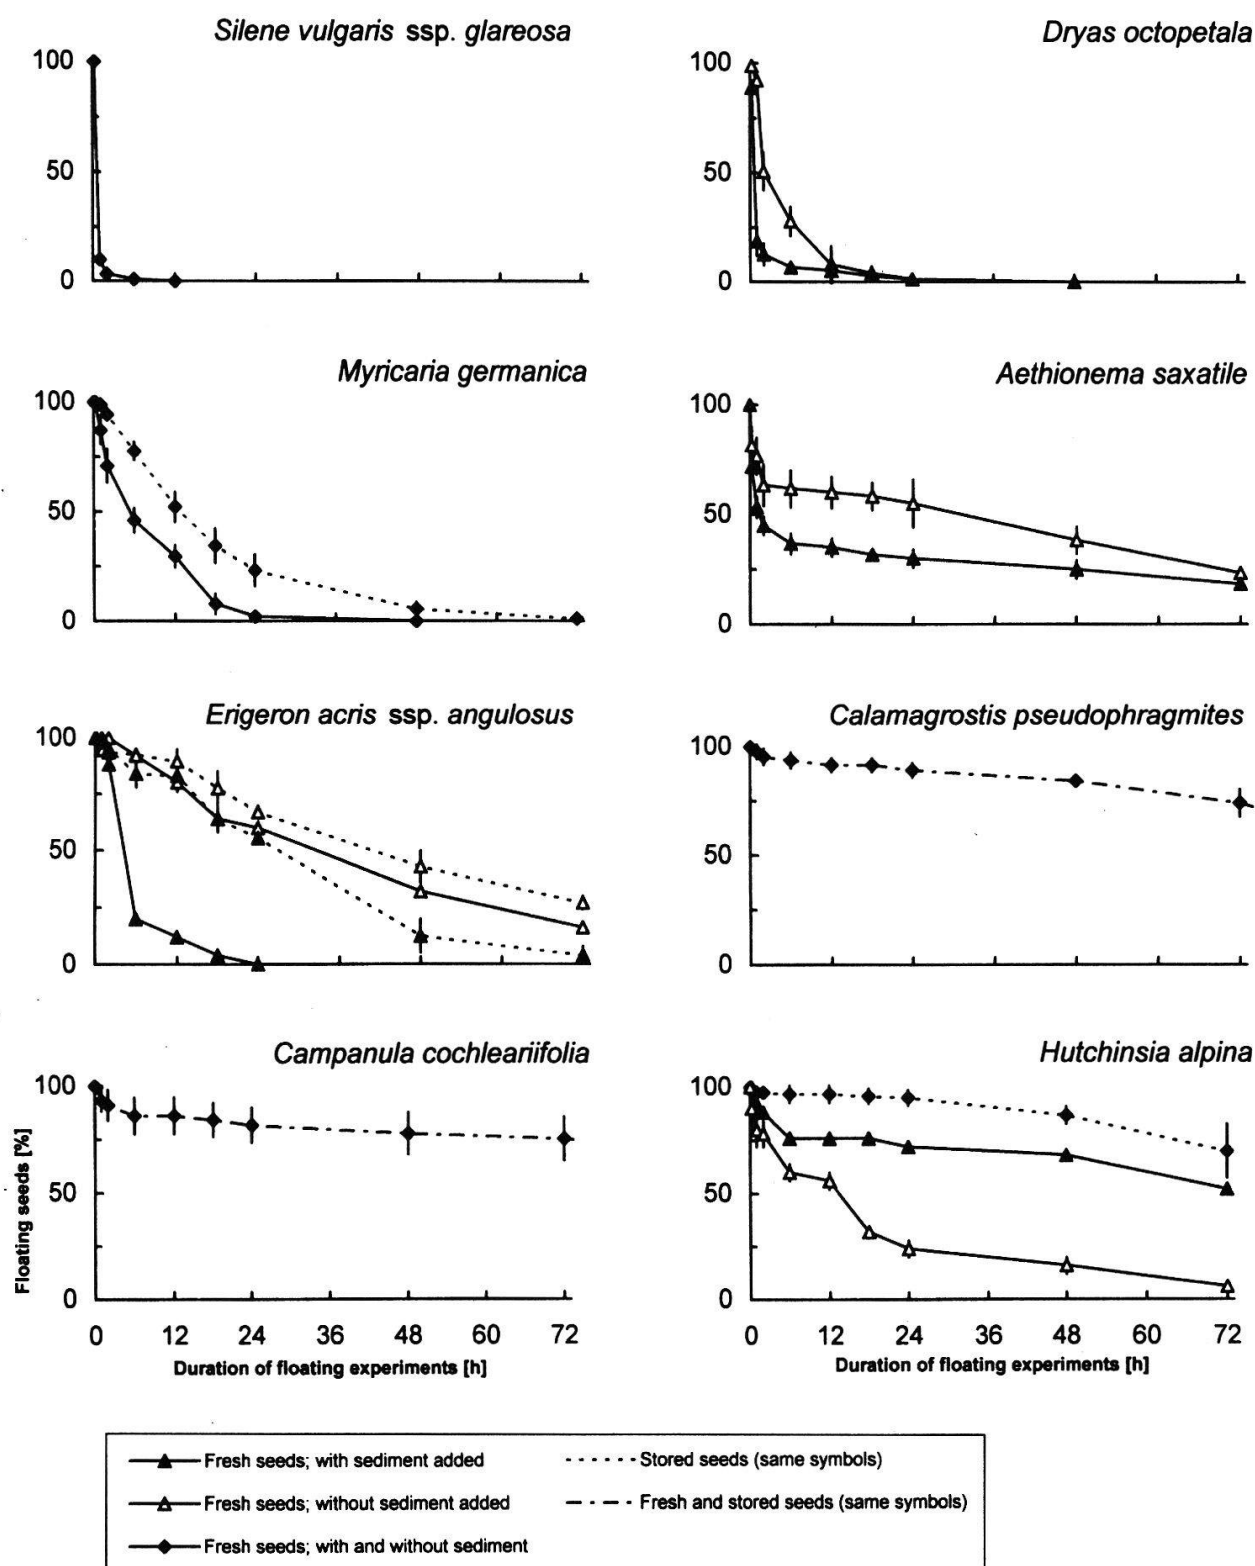 Silene vulgaris ssp. glareosa
100
50
0
Dryas octopetala
100
50
0
Myricaria germanica
100
50
0
Aethionema saxatile
100
50
0
Erigeron acris ssp. angulosus
100
50
0
Calamagrostis pseudophragmites
100
50
0
Campanula cochleariifolia
100
50
0
Floating seeds [%]
0 12 24 36 48 60 72
Duration of floating experiments [h]
Hutchinsia alpina
100
50
0
0 12 24 36 48 60 72
Duration of floating experiments [h]
Fresh seeds; with sediment added
Fresh seeds; without sediment added
Fresh seeds; with and without sediment
Stored seeds (same symbols)
Fresh and stored seeds (same symbols)